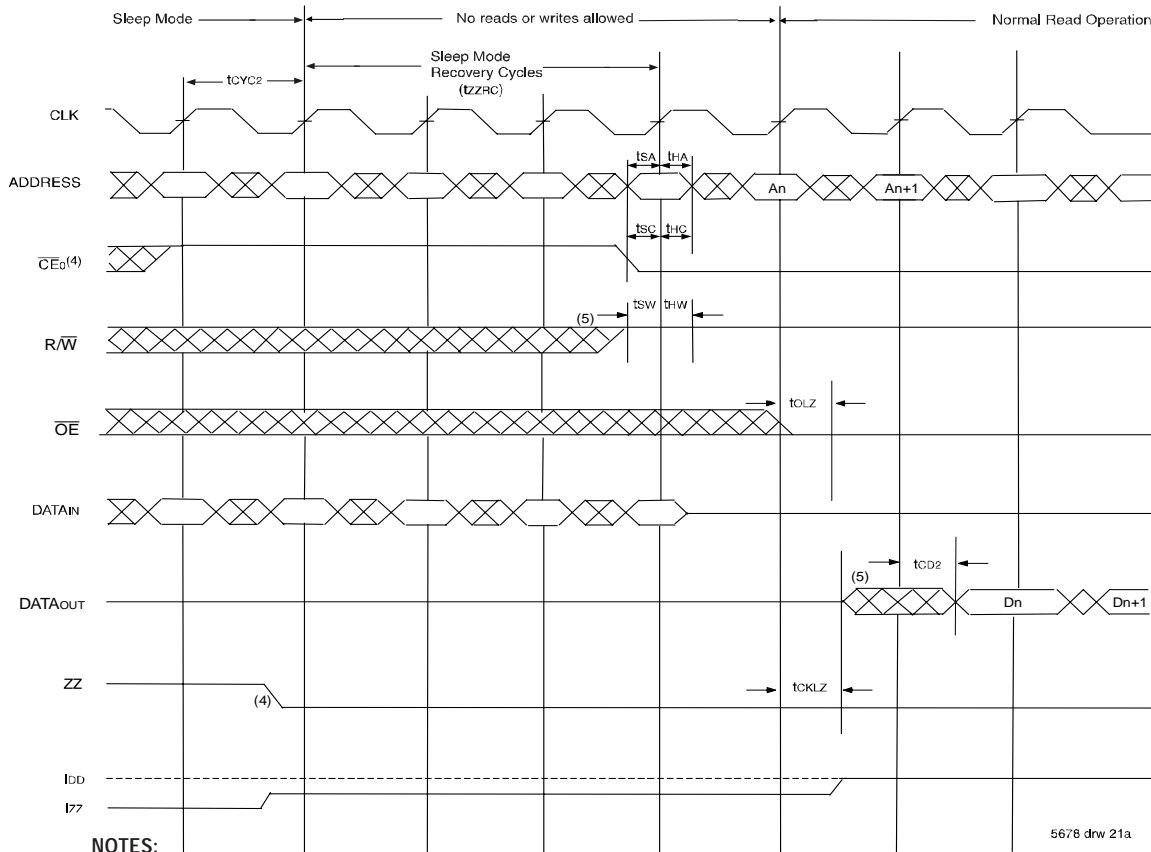 Sleep Mode
No reads or writes allowed
Normal Read Operation
Sleep Mode
Recovery Cycles
(tZZRC)
tCYC2
CLK
tSA
tHA
ADDRESS
An
An+1
tSC
tHC
CE0(4)
tSW
tHW
(5)
R/W
tOLZ
OE
DATAIN
tCD2
(5)
DATAOUT
Dn
Dn+1
ZZ
(4)
tCKLZ
IDD
IZZ
5678 drw 21a
NOTES: